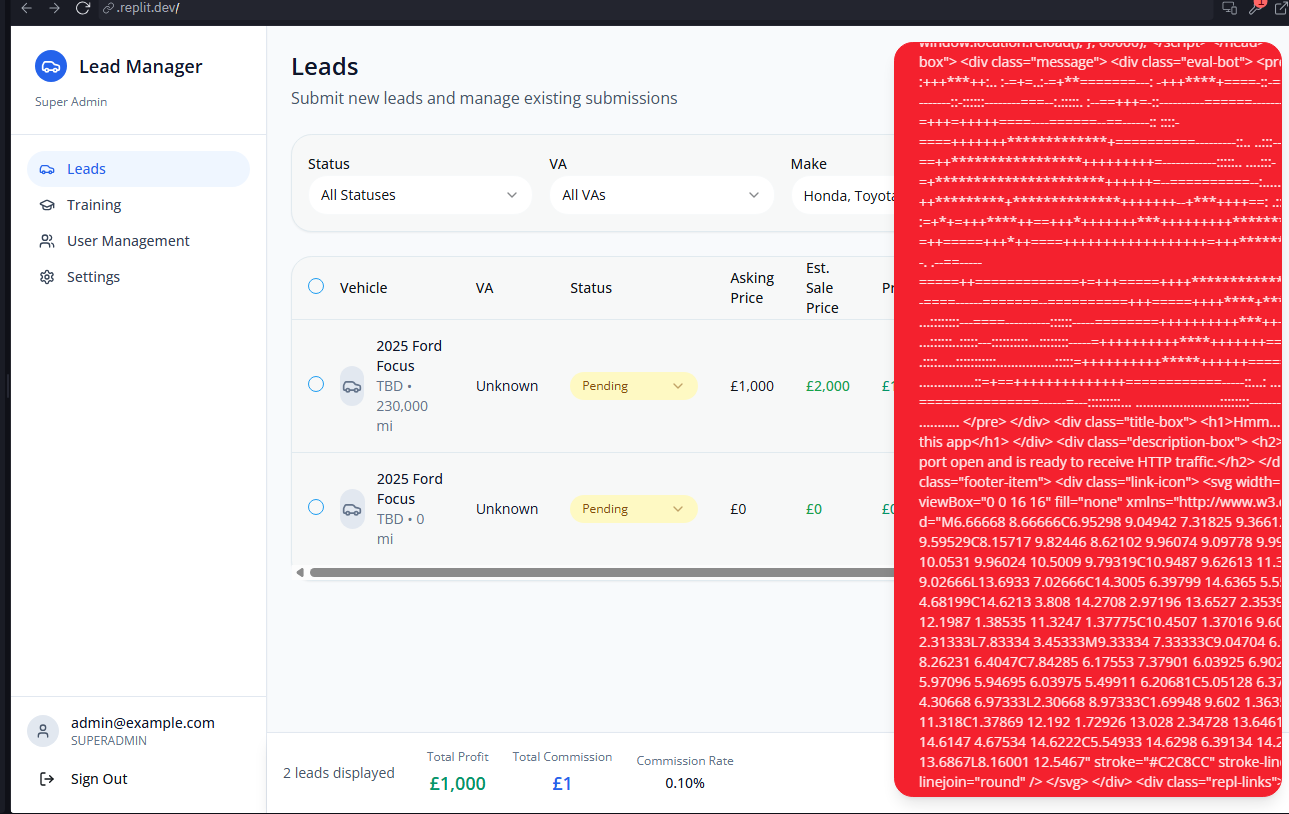 .replit.dev/
1
Lead Manager
Super Admin
Leads
Training
User Management
Settings
admin@example.com
SUPERADMIN
Sign Out
Leads
Submit new leads and manage existing submissions
Status
VA
Make
All Statuses
All VAs
Honda, Toyota
Vehicle
VA
Status
Asking
Price
Est.
Sale
Price
Pr
2025 Ford
Focus
TBD •
230,000
mi
Unknown
Pending
£1,000
£2,000
2025 Ford
Focus
TBD • 0
mi
Unknown
Pending
£0
£0
2 leads displayed
Total Profit
£1,000
Total Commission
£1
Commission Rate
0.10%
window.location.reload(); }, 60000); </script> </head>
box"> <div class="message"> <div class="eval-bot"> <pre
</pre> </div> <div class="title-box"> <h1>Hmm...
this app</h1> </div> <div class="description-box"> <h2>
port open and is ready to receive HTTP traffic.</h2> </d
class="footer-item"> <div class="link-icon"> <svg width=
viewBox="0 0 16 16" fill="none" xmlns="http://www.w3.o
d="M6.66668 8.66666C6.95298 9.04942 7.31825 9.3661
9.59529C8.15717 9.82446 8.62102 9.96074 9.09778 9.99
10.0531 9.96024 10.5009 9.79319C10.9487 9.62613 11.3
9.02666L13.6933 7.02666C14.3005 6.39799 14.6365 5.5
4.68199C14.6213 3.808 14.2708 2.97196 13.6527 2.3539
12.1987 1.38535 11.3247 1.37775C10.4507 1.37016 9.60
2.31333L7.83334 3.45333M9.33334 7.33333C9.04704 6.
8.26231 6.4047C7.84285 6.17553 7.37901 6.03925 6.902
5.97096 5.94695 6.03975 5.49911 6.20681C5.05128 6.37
4.30668 6.97333L2.30668 8.97333C1.69948 9.602 1.363
11.318C1.37869 12.192 1.72926 13.028 2.34728 13.6461
14.6147 4.67534 14.6222C5.54933 14.6298 6.39134 14.2
13.6867L8.16001 12.5467" stroke="#C2C8CC" stroke-lin
linejoin="round" /> </svg> </div> <div class="repl-links">